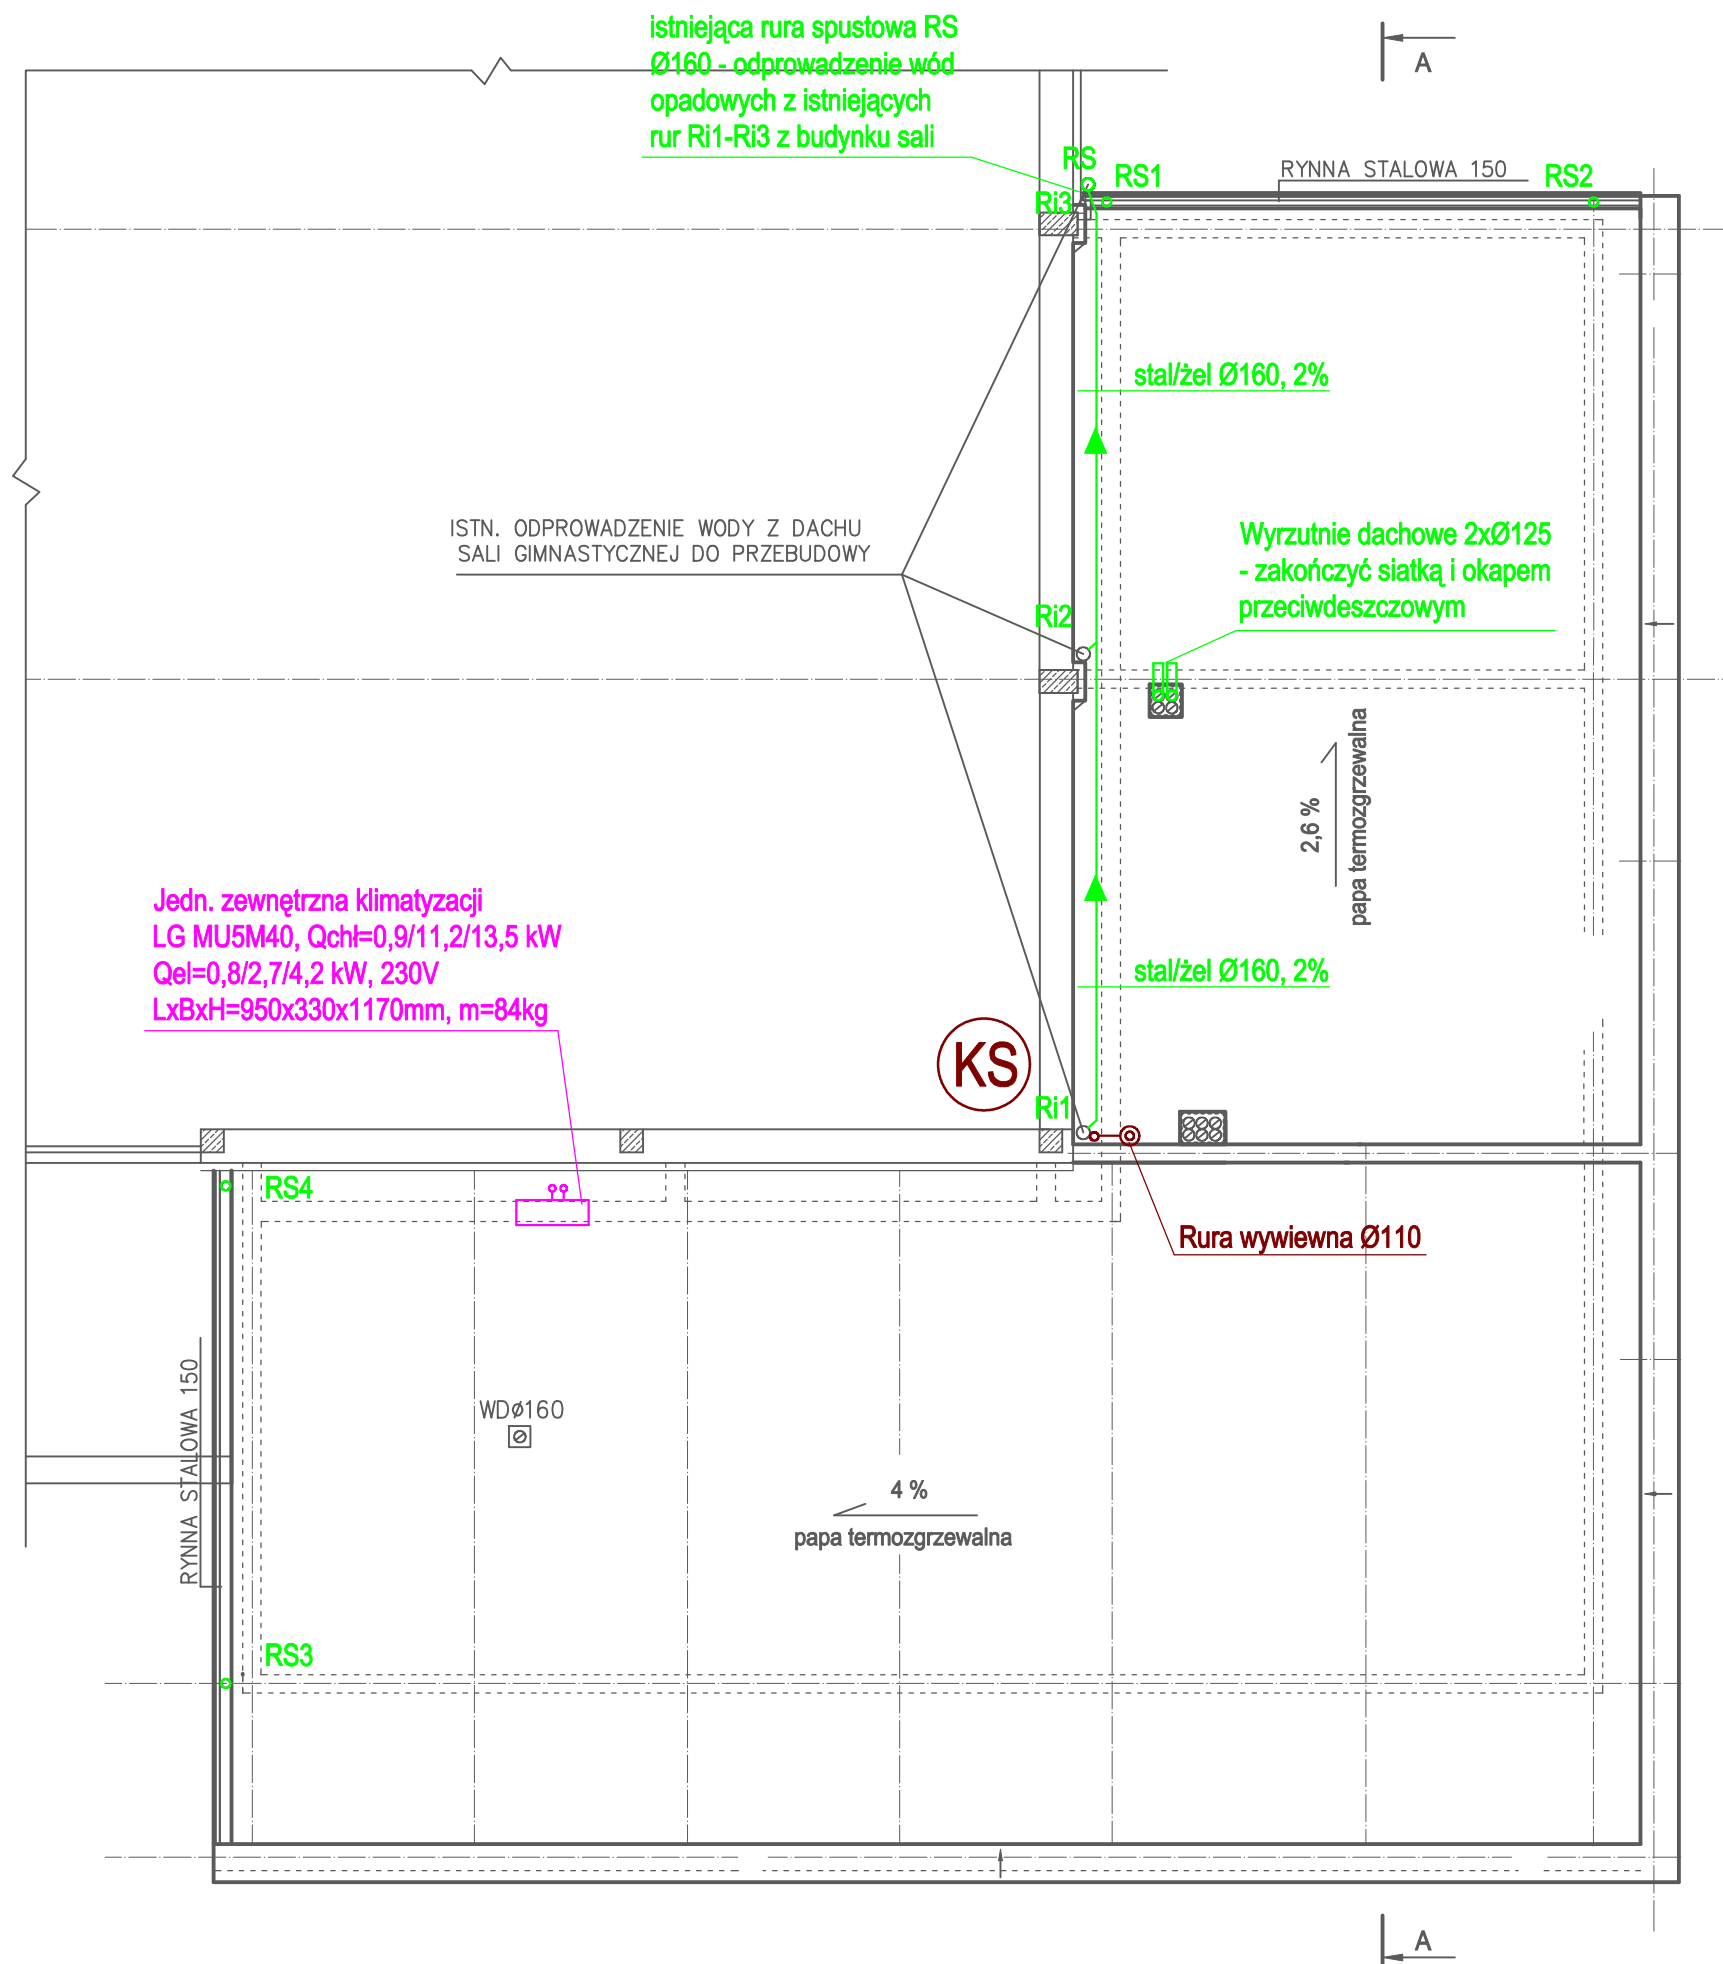 istniejąca rura spustowa RS
Ø160 - odprowadzenie wód
opadowych z istniejących
rur Ri1-Ri3 z budynku sali
A
RS
RS1
RYNNA STALOWA 150
RS2
Ri3
stal/żel Ø160, 2%
ISTN. ODPROWADZENIE WODY Z DACHU
SALI GIMNASTYCZNEJ DO PRZEBUDOWY
Wyrzutnie dachowe 2xØ125
- zakończyć siatką i okapem
przeciwdeszczowym
Ri2
2,6 %
papa termozgrzewalna
Jedn. zewnętrzna klimatyzacji
LG MU5M40, Qchł=0,9/11,2/13,5 kW
Qel=0,8/2,7/4,2 kW, 230V
LxBxH=950x330x1170mm, m=84kg
stal/żel Ø160, 2%
KS
Ri1
RS4
Rura wywiewna Ø110
RYNNA STALOWA 150
WDø160
4 %
papa termozgrzewalna
RS3
A